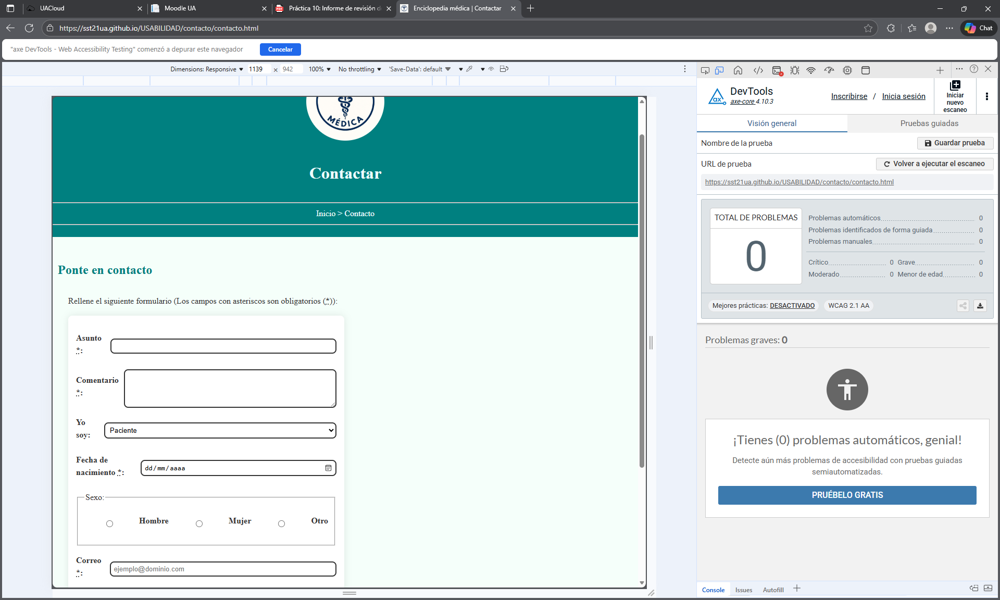 UACloud
Moodle UA
Práctica 10: Informe de revisión d
Enciclopedia médica | Contactar
https://sst21ua.github.io/USABILIDAD/contacto/contacto.html
Chat
"axe DevTools - Web Accessibility Testing" comenzó a depurar este navegador
Cancelar
Dimensions: Responsive 1139 × 942 100% No throttling 'Save-Data': default
MÉDICA
Contactar
Inicio > Contacto
Ponte en contacto
Rellene el siguiente formulario (Los campos con asteriscos son obligatorios (*)):
Asunto
*:
Comentario
*:
Yo
soy:
Paciente
Fecha de
nacimiento *:
dd/mm/aaaa
Sexo:
Hombre Mujer Otro
Correo
*:
ejemplo@dominio.com
ax
DevTools
axe-core 4.10.3
Inscribirse / Inicia sesión
Iniciar
nuevo
escaneo
Visión general
Pruebas guiadas
Nombre de la prueba
Guardar prueba
URL de prueba
Volver a ejecutar el escaneo
https://sst21ua.github.io/USABILIDAD/contacto/contacto.html
TOTAL DE PROBLEMAS
0
Problemas automáticos 0
Problemas identificados de forma guiada 0
Problemas manuales 0
Crítico 0 Grave 0
Moderado 0 Menor de edad 0
Mejores prácticas: DESACTIVADO
WCAG 2.1 AA
Problemas graves: 0
¡Tienes (0) problemas automáticos, genial!
Detecte aún más problemas de accesibilidad con pruebas guiadas
semiautomatizadas.
PRUÉBELO GRATIS
Console Issues Autofill